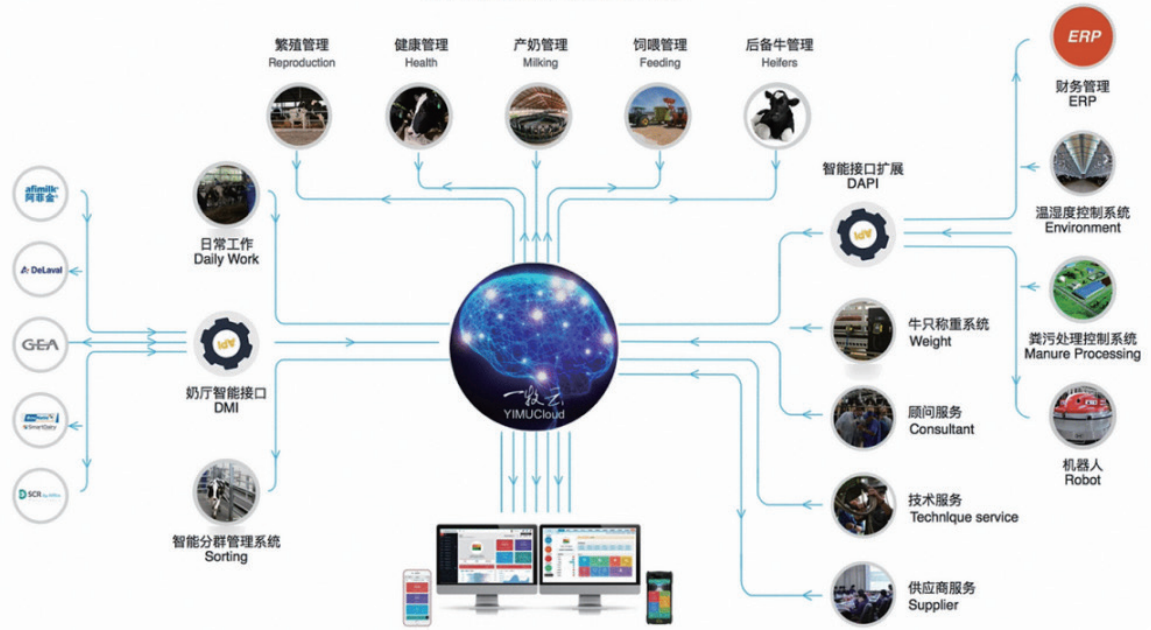 繁殖管理
Reproduction
健康管理
Health
产奶管理
Milking
饲喂管理
Feeding
后备牛管理
Heifers
ERP
财务管理
ERP
智能接口扩展
DAPI
API
温湿度控制系统
Environment
afimilk
阿菲金
日常工作
Daily Work
DeLaval
粪污处理控制系统
Manure Processing
牛只称重系统
Weight
GEA
API
奶厅智能接口
DMI
一牧云
YIMUCloud
顾问服务
Consultant
SmartDairy
机器人
Robot
SCR
智能分群管理系统
Sorting
技术服务
Technlque service
供应商服务
Supplier